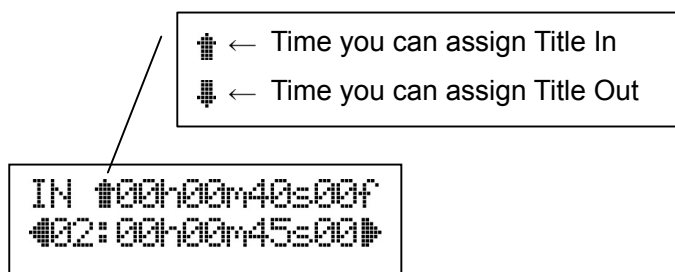 ⬆ ← Time you can assign Title In
⬇ ← Time you can assign Title Out
IN ⬆00h00m40s00f
◀02:00h00m45s00▶